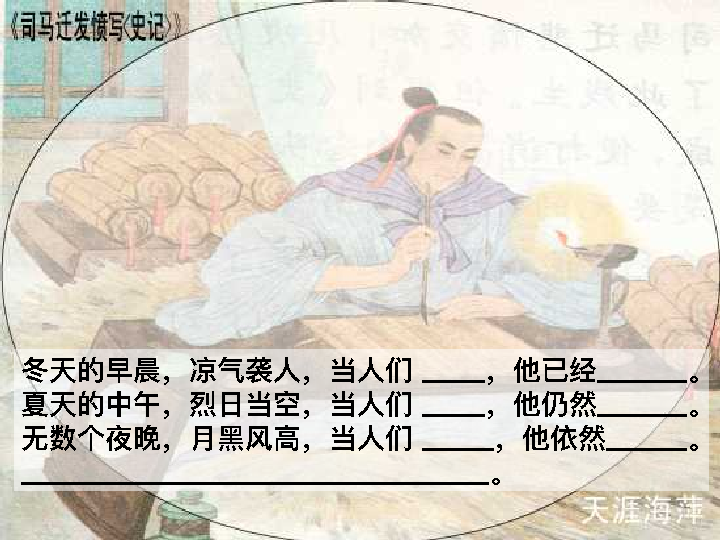 《司马迁发愤写《史记》》
冬天的早晨，凉气袭人，当人们 ____，他已经______。
夏天的中午，烈日当空，当人们 ____，他仍然______。
无数个夜晚，月黑风高，当人们 _____，他依然_____。
______________________________。
天涯海萍